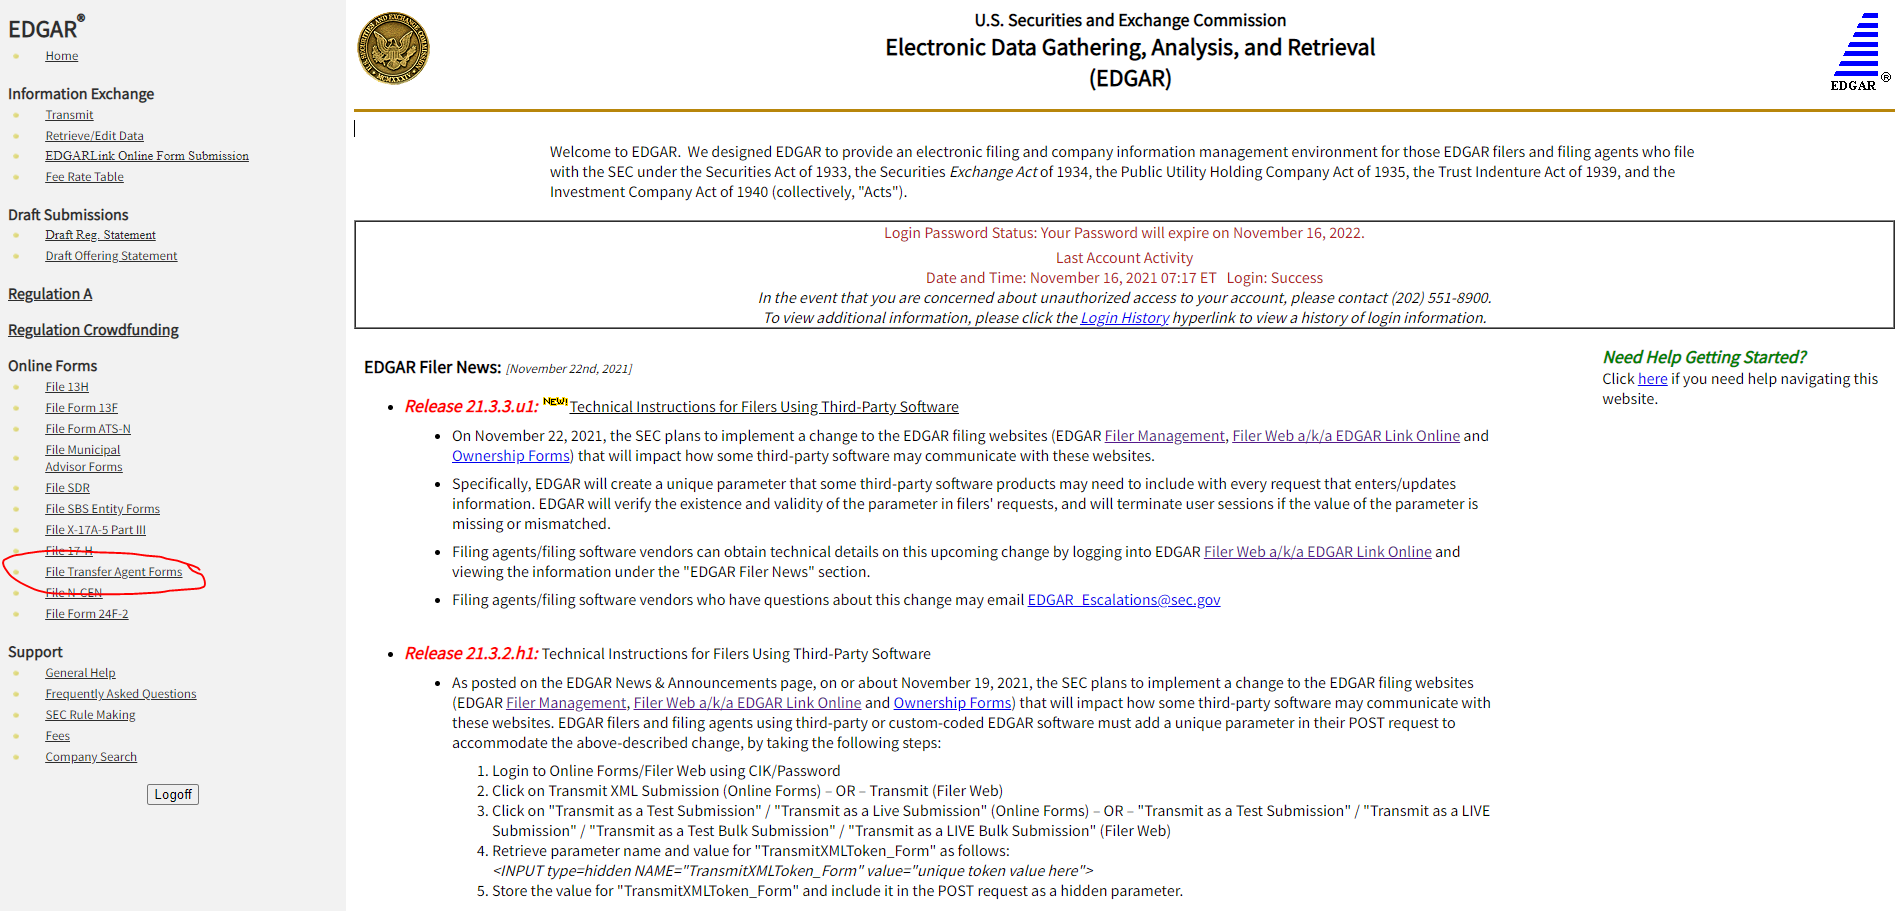 EDGAR®
Home
Information Exchange
Transmit
Retrieve/Edit Data
EDGARLink Online Form Submission
Fee Rate Table
Draft Submissions
Draft Reg. Statement
Draft Offering Statement
Regulation A
Regulation Crowdfunding
Online Forms
File 13H
File Form 13F
File Form ATS-N
File Municipal
Advisor Forms
File SDR
File SBS Entity Forms
File X-17A-5 Part III
File 17-H
File Transfer Agent Forms
File N-CEN
File Form 24F-2
Support
General Help
Frequently Asked Questions
SEC Rule Making
Fees
Company Search
Logoff
U.S. Securities and Exchange Commission
Electronic Data Gathering, Analysis, and Retrieval
(EDGAR)
EDGAR ®
Welcome to EDGAR. We designed EDGAR to provide an electronic filing and company information management environment for those EDGAR filers and filing agents who file
with the SEC under the Securities Act of 1933, the Securities Exchange Act of 1934, the Public Utility Holding Company Act of 1935, the Trust Indenture Act of 1939, and the
Investment Company Act of 1940 (collectively, "Acts").
Login Password Status: Your Password will expire on November 16, 2022.
Last Account Activity
Date and Time: November 16, 2021 07:17 ET Login: Success
In the event that you are concerned about unauthorized access to your account, please contact (202) 551-8900.
To view additional information, please click the Login History hyperlink to view a history of login information.
EDGAR Filer News: [November 22nd, 2021]
Release 21.3.3.u1: NEW! Technical Instructions for Filers Using Third-Party Software
On November 22, 2021, the SEC plans to implement a change to the EDGAR filing websites (EDGAR Filer Management, Filer Web a/k/a EDGAR Link Online and
Ownership Forms) that will impact how some third-party software may communicate with these websites.
Specifically, EDGAR will create a unique parameter that some third-party software products may need to include with every request that enters/updates
information. EDGAR will verify the existence and validity of the parameter in filers' requests, and will terminate user sessions if the value of the parameter is
missing or mismatched.
Filing agents/filing software vendors can obtain technical details on this upcoming change by logging into EDGAR Filer Web a/k/a EDGAR Link Online and
viewing the information under the "EDGAR Filer News" section.
Filing agents/filing software vendors who have questions about this change may email EDGAR_Escalations@sec.gov
Release 21.3.2.h1: Technical Instructions for Filers Using Third-Party Software
As posted on the EDGAR News & Announcements page, on or about November 19, 2021, the SEC plans to implement a change to the EDGAR filing websites
(EDGAR Filer Management, Filer Web a/k/a EDGAR Link Online and Ownership Forms) that will impact how some third-party software may communicate with
these websites. EDGAR filers and filing agents using third-party or custom-coded EDGAR software must add a unique parameter in their POST request to
accommodate the above-described change, by taking the following steps:
1. Login to Online Forms/Filer Web using CIK/Password
2. Click on Transmit XML Submission (Online Forms) – OR – Transmit (Filer Web)
3. Click on "Transmit as a Test Submission" / "Transmit as a Live Submission" (Online Forms) – OR – "Transmit as a Test Submission" / "Transmit as a LIVE
Submission" / "Transmit as a Test Bulk Submission" / "Transmit as a LIVE Bulk Submission" (Filer Web)
4. Retrieve parameter name and value for "TransmitXMLToken_Form" as follows:
<INPUT type=hidden NAME="TransmitXMLToken_Form" value="unique token value here">
5. Store the value for "TransmitXMLToken_Form" and include it in the POST request as a hidden parameter.
Need Help Getting Started?
Click here if you need help navigating this
website.